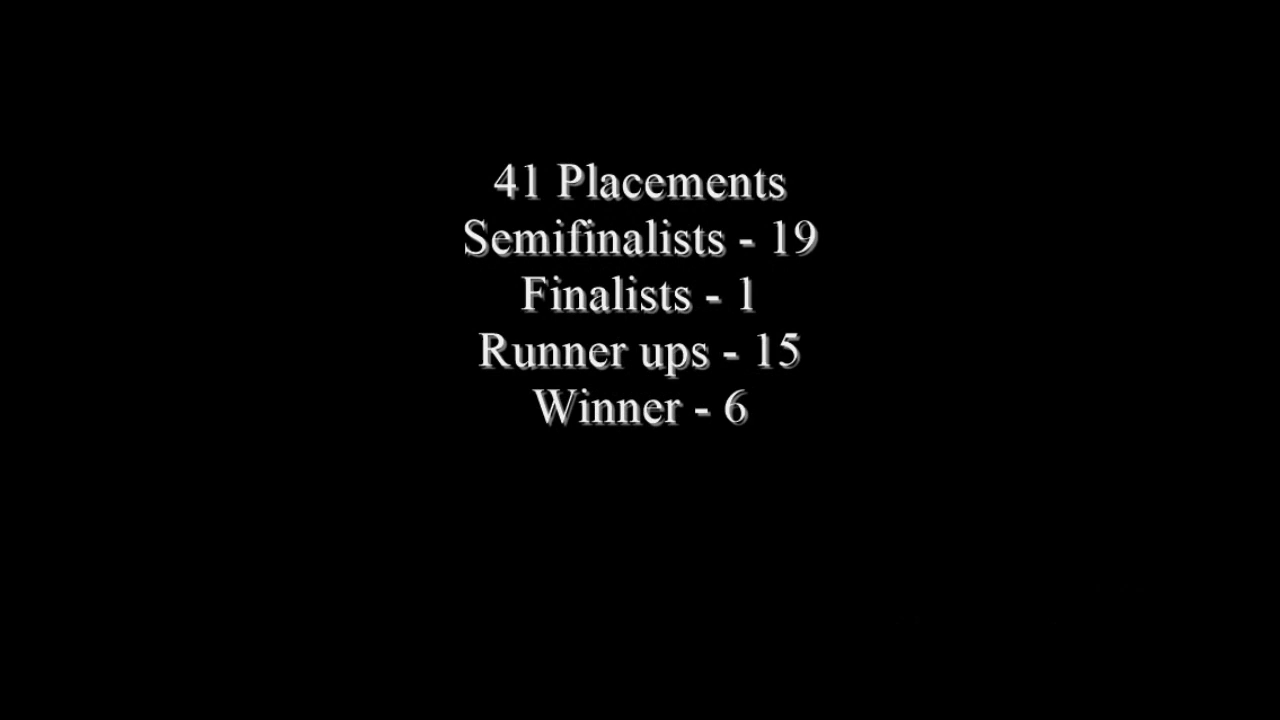 41 Placements
Semifinalists - 19
Finalists - 1
Runner ups - 15
Winner - 6